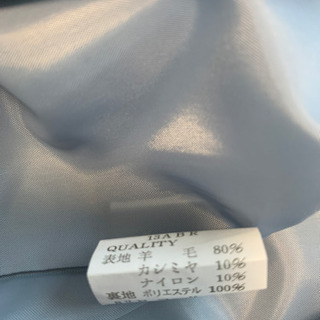 13ABR
QUALITY
表地 羊 毛 80%
カシミヤ 10%
ナイロン 10%
裏地 ポリエステル 100%